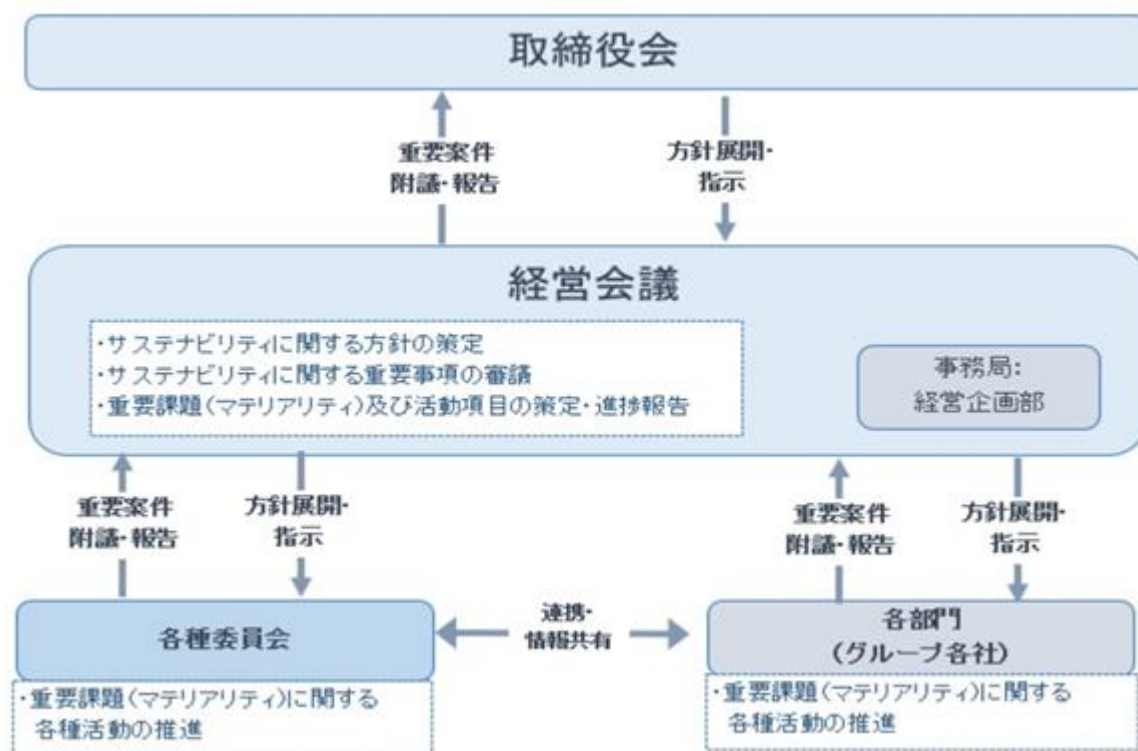 取締役会
重要案件
附議・報告
方針展開・
指示
経営会議
・サステナビリティに関する方針の策定
・サステナビリティに関する重要事項の審議
・重要課題(マテリアリティ)及び活動項目の策定・進捗報告
事務局:
経営企画部
重要案件
附議・報告
方針展開・
指示
重要案件
附議・報告
方針展開・
指示
各種委員会
連携・
情報共有
各部門
(グループ各社)
・重要課題(マテリアリティ)に関する
各種活動の推進
・重要課題(マテリアリティ)に関する
各種活動の推進